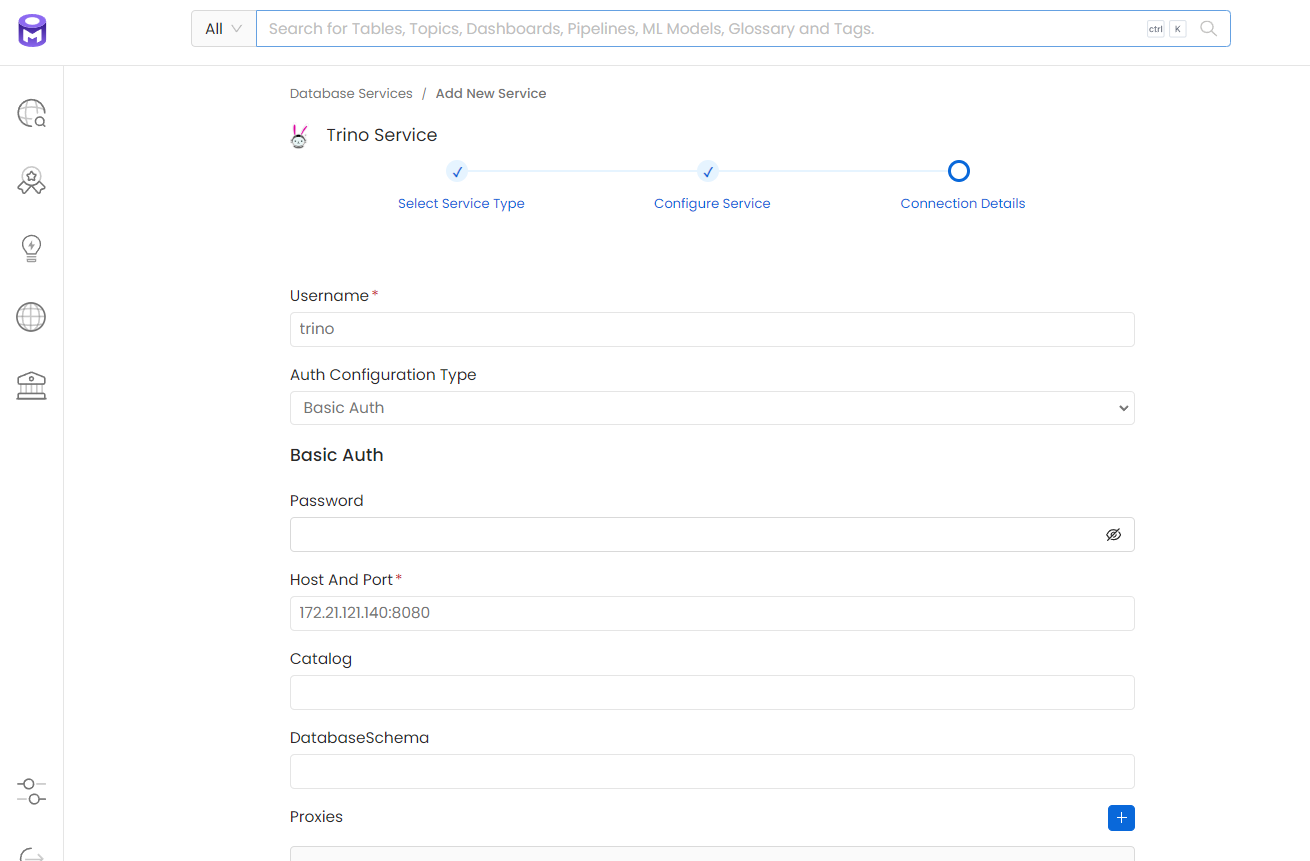 All
Search for Tables, Topics, Dashboards, Pipelines, ML Models, Glossary and Tags.
ctrl K
Database Services / Add New Service
Trino Service
Select Service Type
Configure Service
Connection Details
Username*
trino
Auth Configuration Type
Basic Auth
Basic Auth
Password
Host And Port*
172.21.121.140:8080
Catalog
DatabaseSchema
Proxies